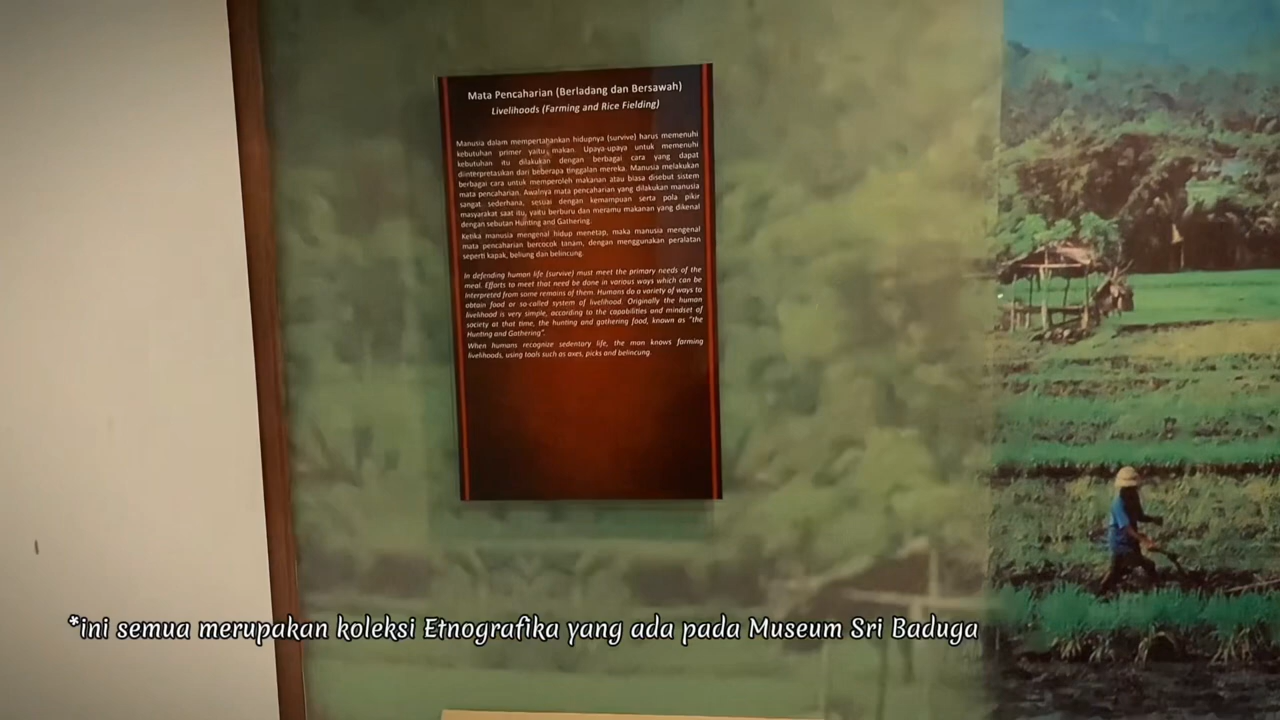 Mata Pencaharian (Berladang dan Bersawah)
Livelihoods (Farming and Rice Fielding)
Manusia dalam mempertahankan hidupnya (survive) harus memenuhi
kebutuhan primer yaitu makan. Upaya-upaya untuk memenuhi
kebutuhan itu dilakukan dengan berbagai cara yang dapat
diinterpretasikan dari beberapa tinggalan mereka. Manusia melakukan
berbagai cara untuk memperoleh makanan atau biasa disebut sistem
mata pencaharian. Awalnya mata pencaharian yang dilakukan manusia
sangat sederhana, sesuai dengan kemampuan serta pola pikir
masyarakat saat itu, yaitu berburu dan meramu makanan yang dikenal
dengan sebutan Hunting and Gathering.
Ketika manusia mengenal hidup menetap, maka manusia mengenal
mata pencaharian bercocok tanam, dengan menggunakan peralatan
seperti kapak, beliung dan belincung.
In defending human life (survive) must meet the primary needs of the
meal. Efforts to meet that need be done in various ways which can be
interpreted from some remains of them. Humans do a variety of ways to
obtain food or so-called system of livelihood. Originally the human
livelihood is very simple, according to the capabilities and mindset of
society at that time, the hunting and gathering food, known as "the
Hunting and Gathering".
When humans recognize sedentary life, the man knows farming
livelihoods, using tools such as axes, picks and belincung.
*ini semua merupakan koleksi Etnografika yang ada pada Museum Sri Baduga